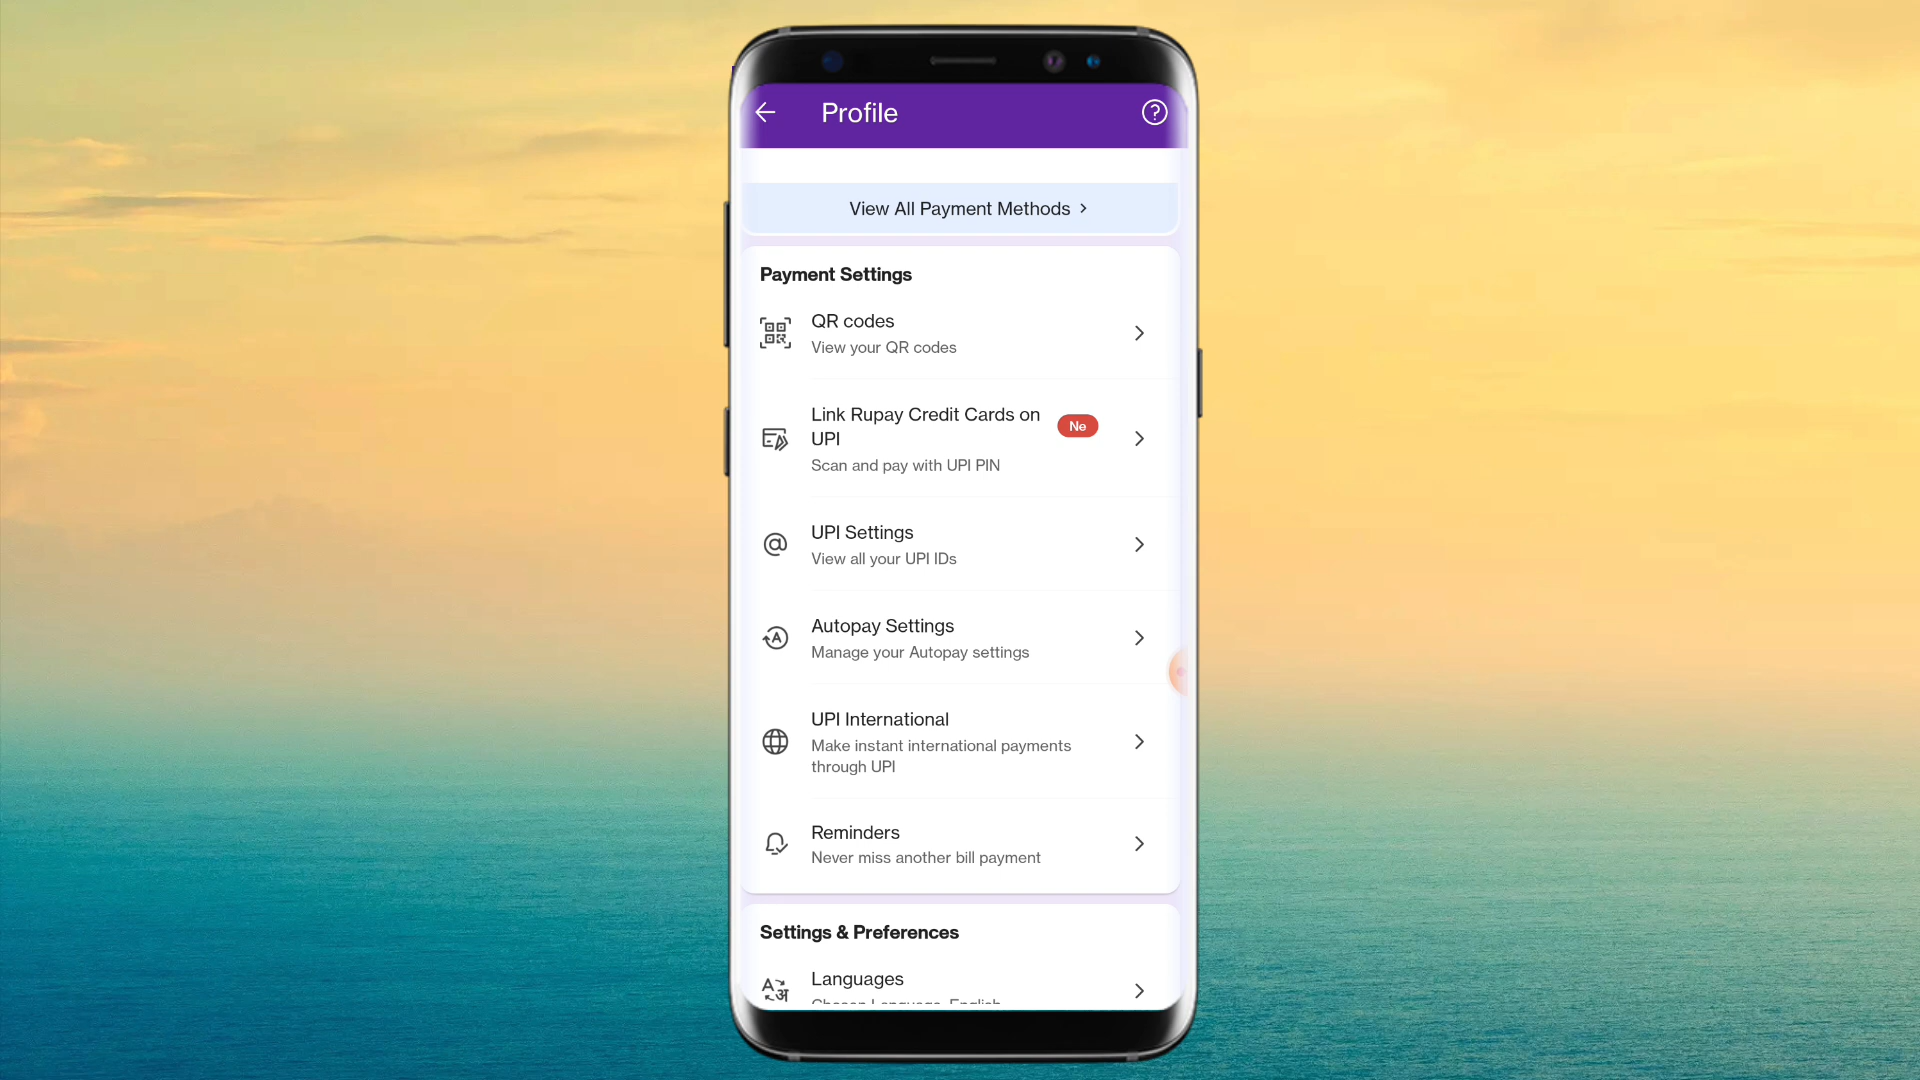 Profile
View All Payment Methods
Payment Settings
QR codes
View your QR codes
Link Rupay Credit Cards on
UPI
Ne
Scan and pay with UPI PIN
UPI Settings
View all your UPI IDs
Autopay Settings
Manage your Autopay settings
UPI International
Make instant international payments
through UPI
Reminders
Never miss another bill payment
Settings & Preferences
Languages